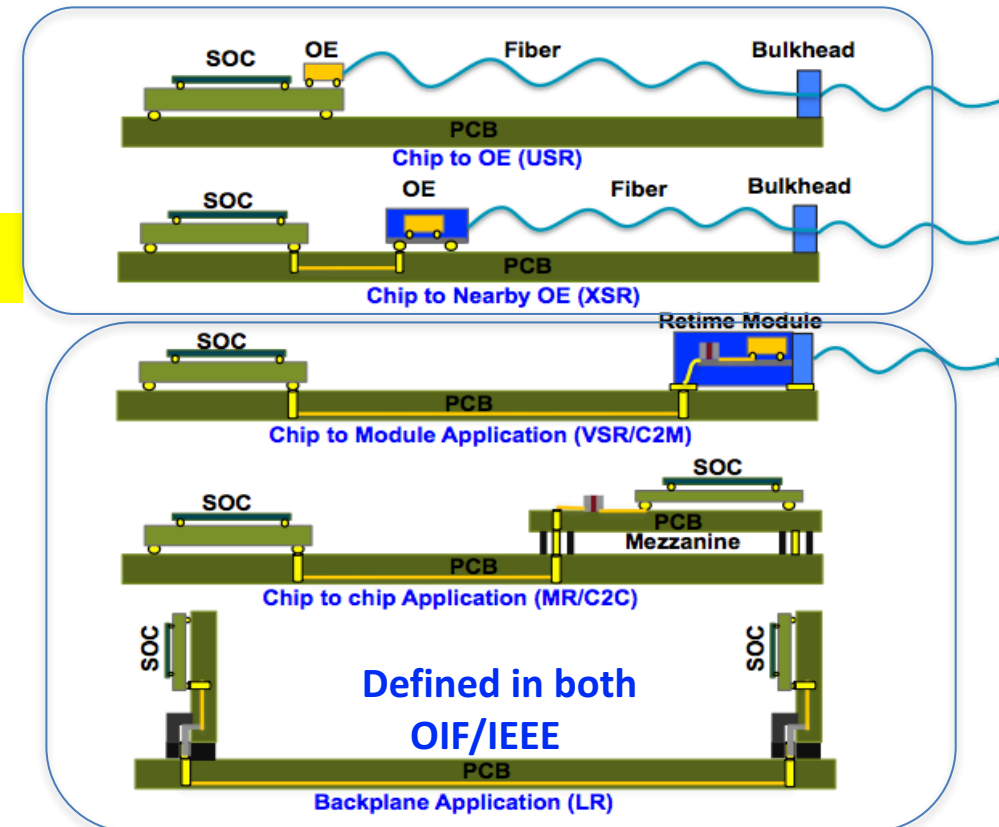 SOC
OE
Fiber
Bulkhead
PCB
Chip to OE (USR)
SOC
OE
Fiber
Bulkhead
PCB
Chip to Nearby OE (XSR)
Retime Module
SOC
PCB
Chip to Module Application (VSR/C2M)
SOC
SOC
PCB
Mezzanine
PCB
Chip to chip Application (MR/C2C)
SOC
SOC
Defined in both
OIF/IEEE
PCB
Backplane Application (LR)